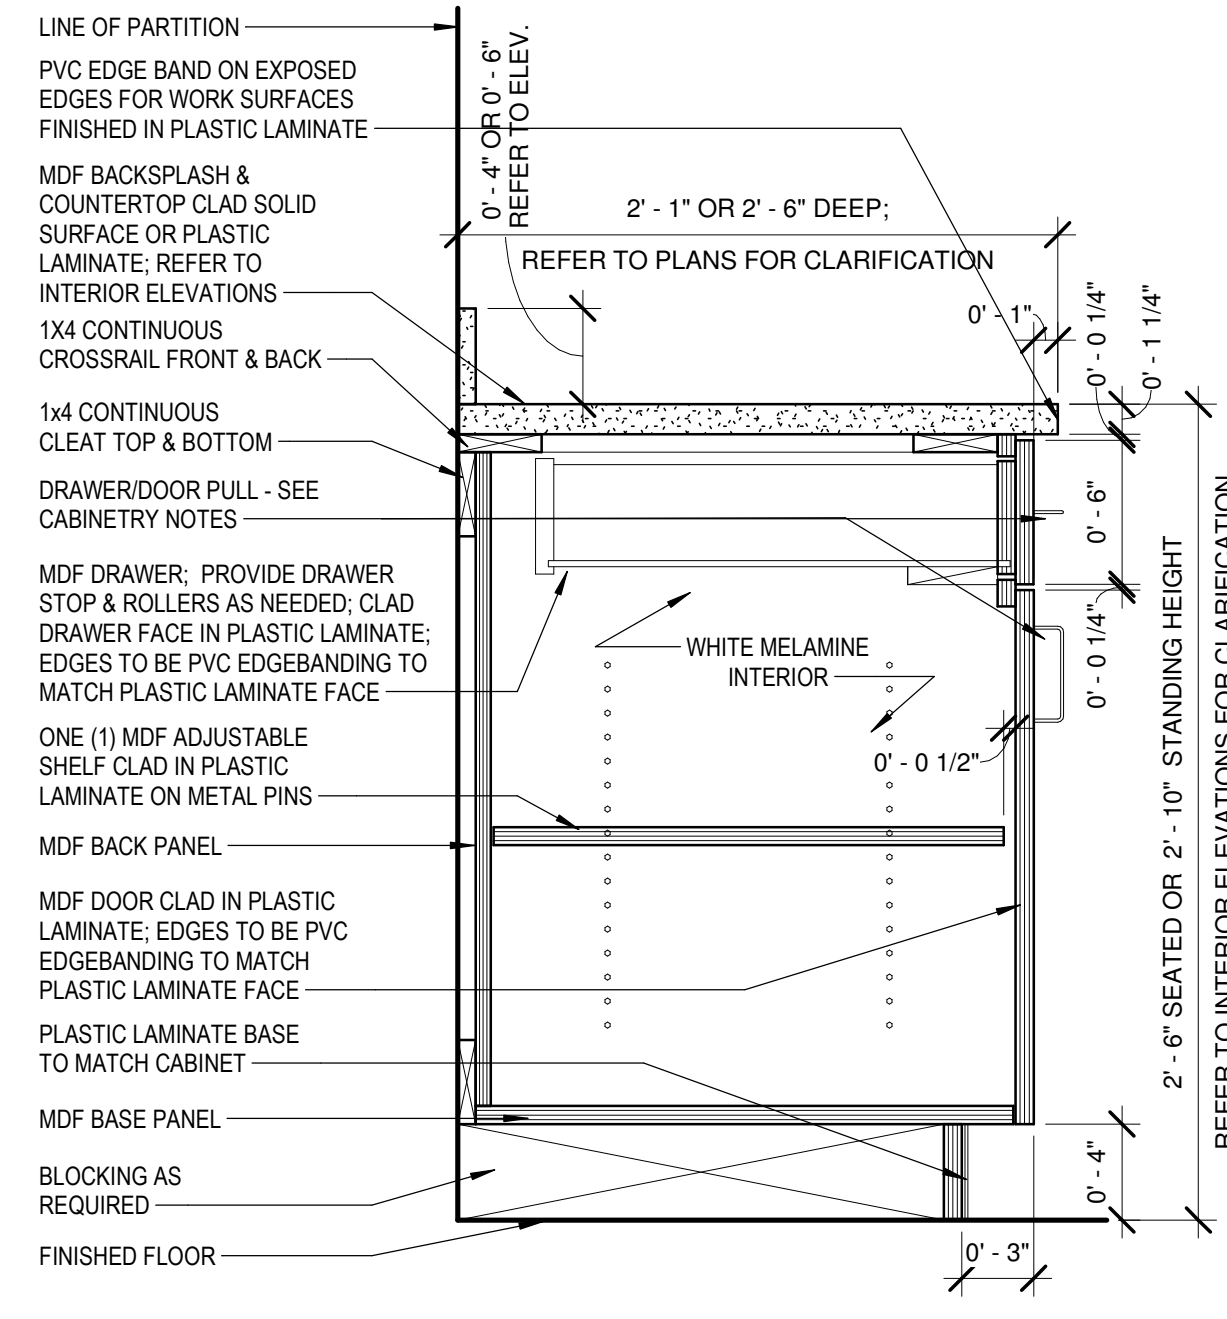 LINE OF PARTITION
PVC EDGE BAND ON EXPOSED
EDGES FOR WORK SURFACES
FINISHED IN PLASTIC LAMINATE
MDF BACKSPLASH &
COUNTERTOP CLAD SOLID
SURFACE OR PLASTIC
LAMINATE; REFER TO
INTERIOR ELEVATIONS
1X4 CONTINUOUS
CROSSRAIL FRONT & BACK
1x4 CONTINUOUS
CLEAT TOP & BOTTOM
DRAWER/DOOR PULL - SEE
CABINETRY NOTES
MDF DRAWER; PROVIDE DRAWER
STOP & ROLLERS AS NEEDED; CLAD
DRAWER FACE IN PLASTIC LAMINATE;
EDGES TO BE PVC EDGEBANDING TO
MATCH PLASTIC LAMINATE FACE
ONE (1) MDF ADJUSTABLE
SHELF CLAD IN PLASTIC
LAMINATE ON METAL PINS
MDF BACK PANEL
MDF DOOR CLAD IN PLASTIC
LAMINATE; EDGES TO BE PVC
EDGEBANDING TO MATCH
PLASTIC LAMINATE FACE
PLASTIC LAMINATE BASE
TO MATCH CABINET
MDF BASE PANEL
BLOCKING AS
REQUIRED
FINISHED FLOOR
0' - 4" OR 0' - 6"
REFER TO ELEV.
2' - 1" OR 2' - 6" DEEP;
REFER TO PLANS FOR CLARIFICATION
0' - 1"
0' - 0 1/4"
0' - 1 1/4"
0' - 6"
0' - 0 1/4"
WHITE MELAMINE
INTERIOR
0' - 0 1/2"
2' - 6" SEATED OR 2' - 10" STANDING HEIGHT
REFER TO INTERIOR ELEVATIONS FOR CLARIFICATION
0' - 4"
0' - 3"